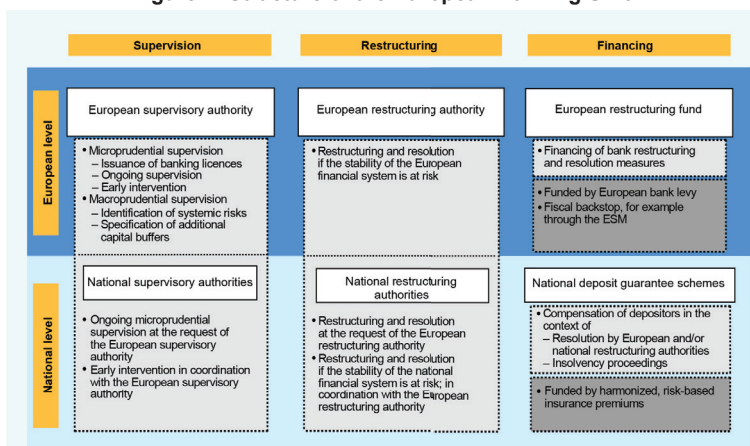 Supervision
Restructuring
Financing
European level
European supervisory authority
• Microprudential supervision
– Issuance of banking licences
– Ongoing supervision
– Early intervention
• Macroprudential supervision
– Identification of systemic risks
– Specification of additional
capital buffers
European restructuring authority
• Restructuring and resolution
if the stability of the European
financial system is at risk
European restructuring fund
• Financing of bank restructuring
and resolution measures
• Funded by European bank levy
• Fiscal backstop, for example
through the ESM
National level
National supervisory authorities
• Ongoing microprudential
supervision at the request of
the European supervisory
authority
• Early intervention in coordination
with the European supervisory
authority
National restructuring
authorities
• Restructuring and resolution
at the request of the European
restructuring authority
• Restructuring and resolution
if the stability of the national
financial system is at risk; in
coordination with the European
restructuring authority
National deposit guarantee schemes
• Compensation of depositors in the
context of
– Resolution by European and/or
national restructuring authorities
– Insolvency proceedings
• Funded by harmonized, risk-based
insurance premiums